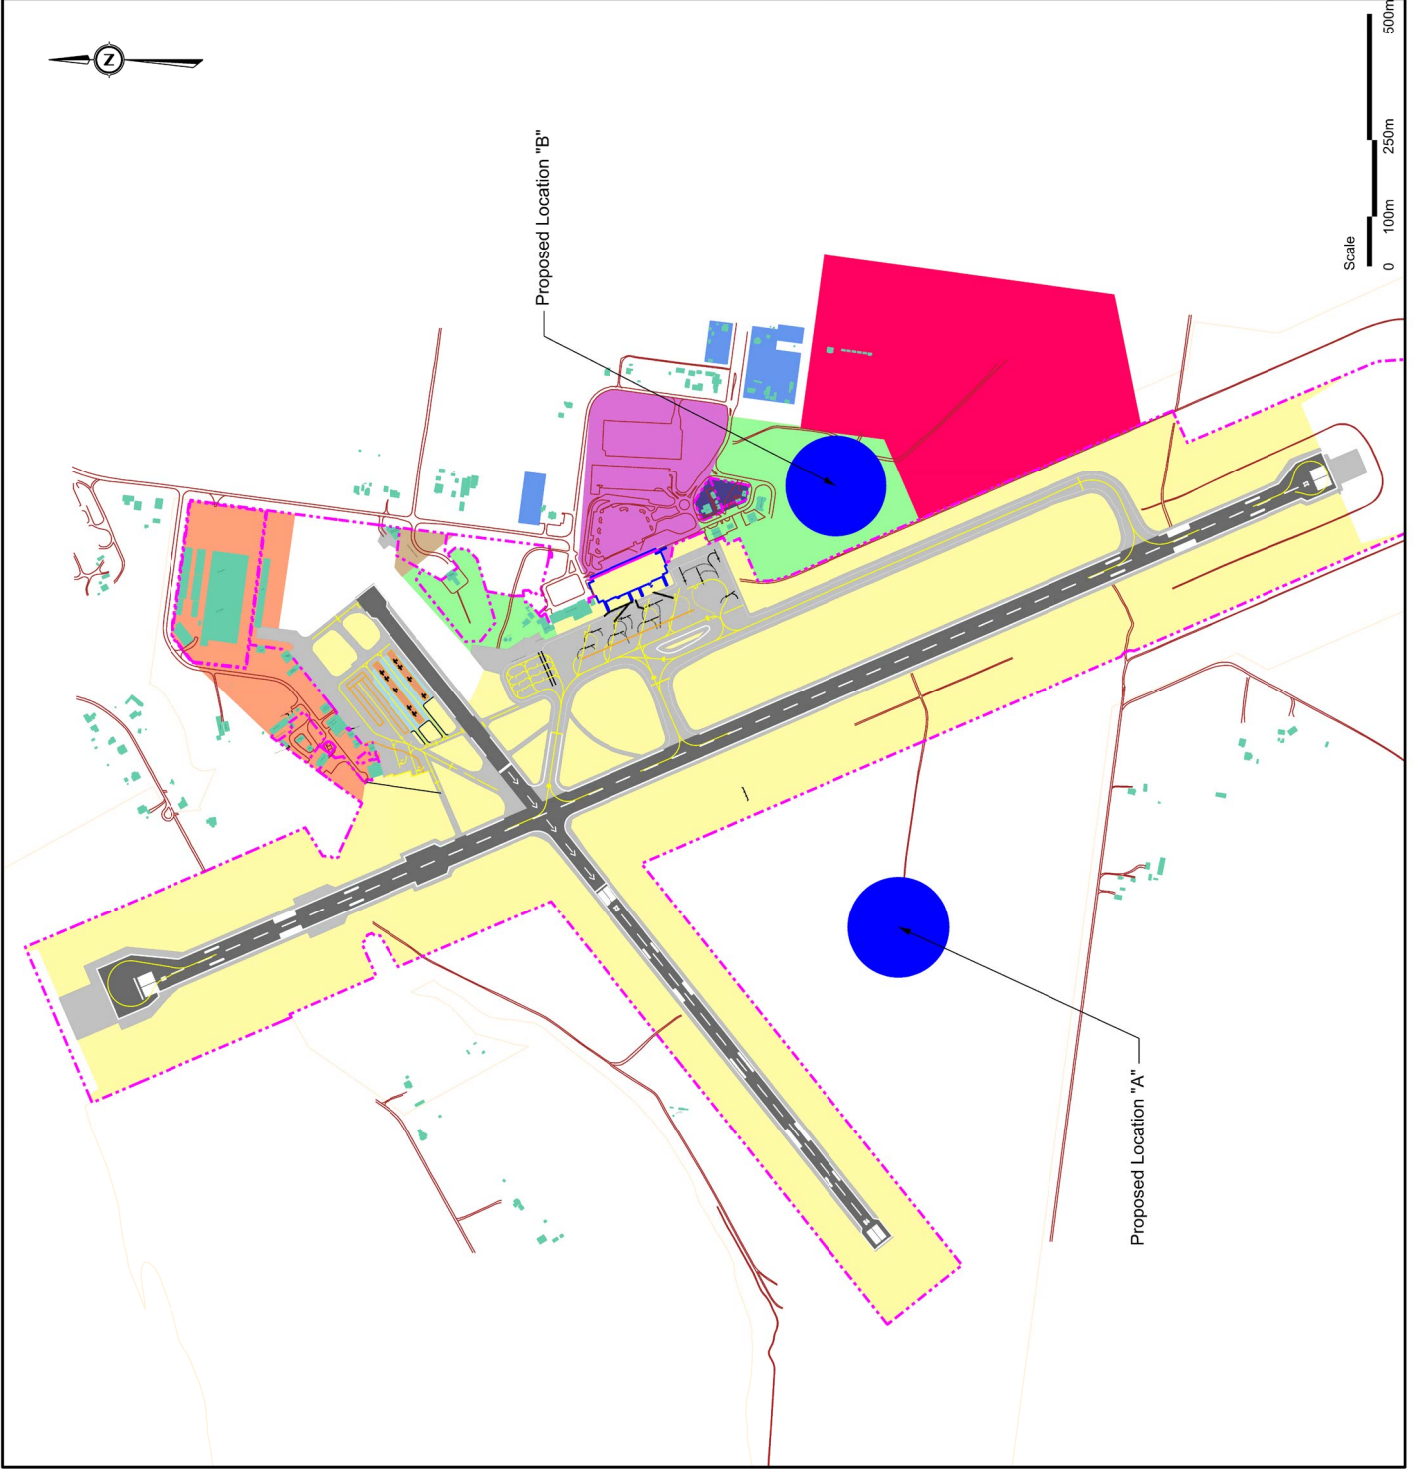 N
Proposed Location "B"
Proposed Location "A"
Scale
0
100m
250m
500m